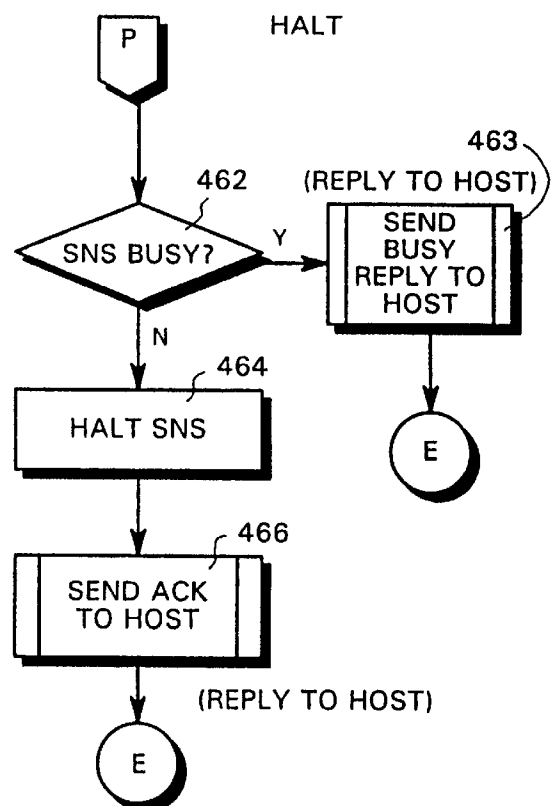 P
HALT
462
463
(REPLY TO HOST)
SNS BUSY?
Y
SEND
BUSY
REPLY TO
HOST
N
464
HALT SNS
E
466
SEND ACK
TO HOST
(REPLY TO HOST)
E